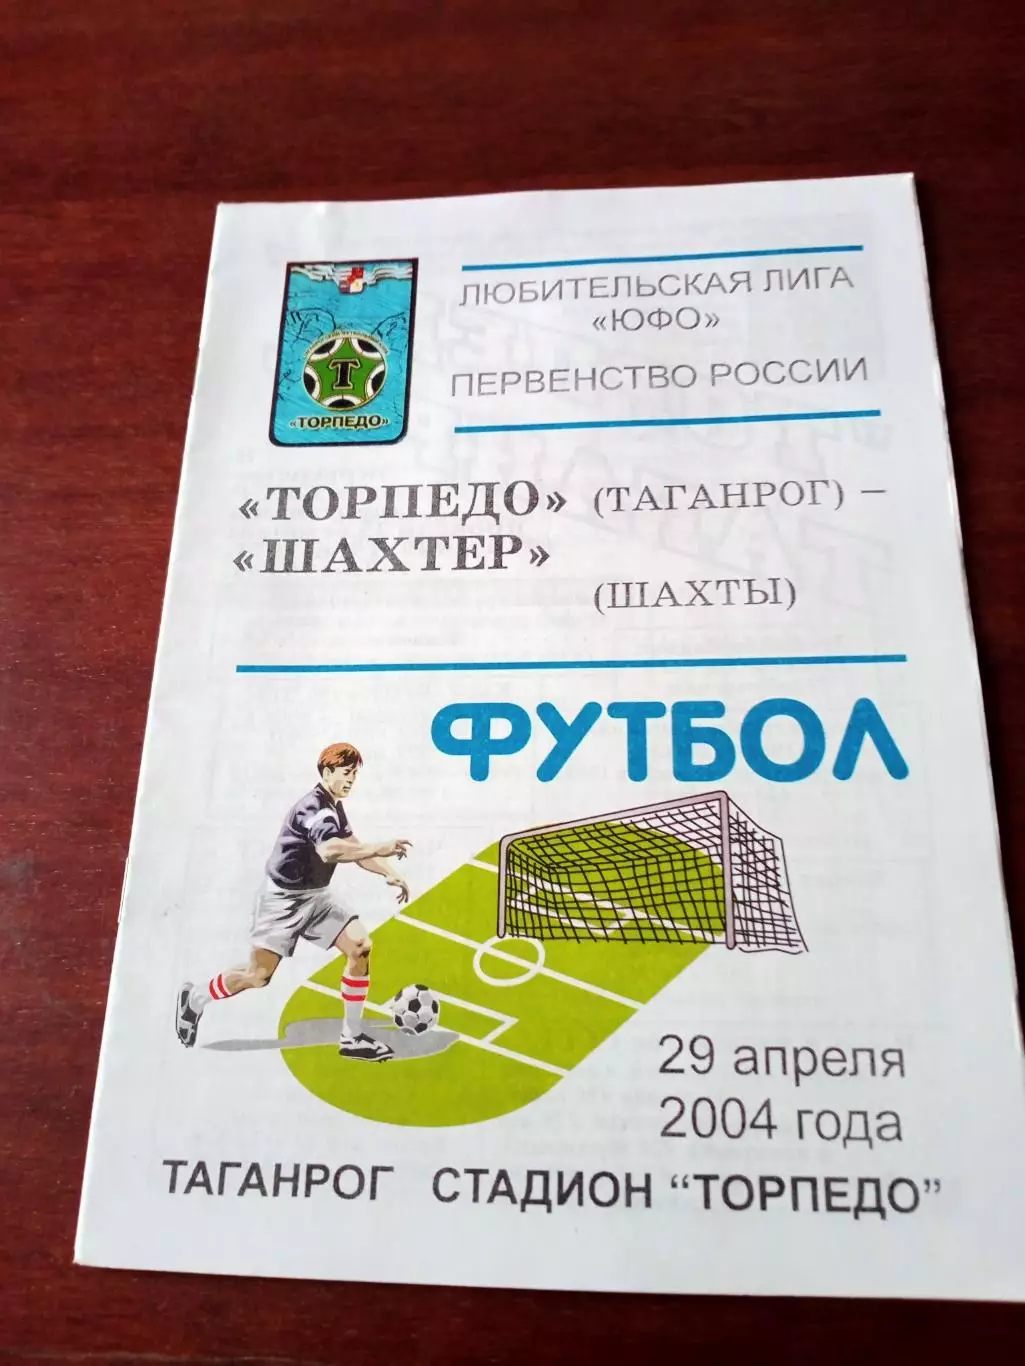 ЛЮБИТЕЛЬСКАЯ ЛИГА
«ЮФО»
ПЕРВЕНСТВО РОССИИ
Т
«ТОРПЕДО»
«ТОРПЕДО» (ТАГАНРОГ) –
«ШАХТЕР»
(ШАХТЫ)
ФУТБОЛ
29 апреля
2004 года
ТАГАНРОГ СТАДИОН “ТОРПЕДО”